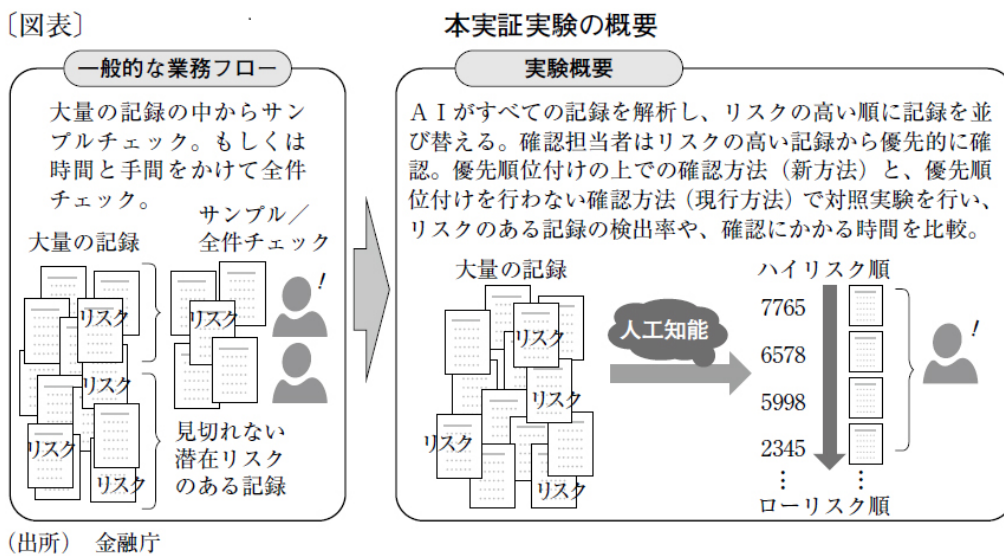 〔図表〕
本実証実験の概要
一般的な業務フロー
大量の記録の中からサン
プルチェック。もしくは
時間と手間をかけて全件
チェック。
サンプル／
全件チェック
大量の記録
リスク
リスク
リスク
リスク
リスク
!
見切れない
潜在リスク
のある記録
実験概要
ＡＩがすべての記録を解析し、リスクの高い順に記録を並
び替える。確認担当者はリスクの高い記録から優先的に確
認。優先順位付けの上での確認方法（新方法）と、優先順
位付けを行わない確認方法（現行方法）で対照実験を行い、
リスクのある記録の検出率や、確認にかかる時間を比較。
大量の記録
リスク
リスク
リスク
リスク
人工知能
ハイリスク順
7765
6578
5998
2345
⋮
⋮
ローリスク順
!
（出所） 金融庁